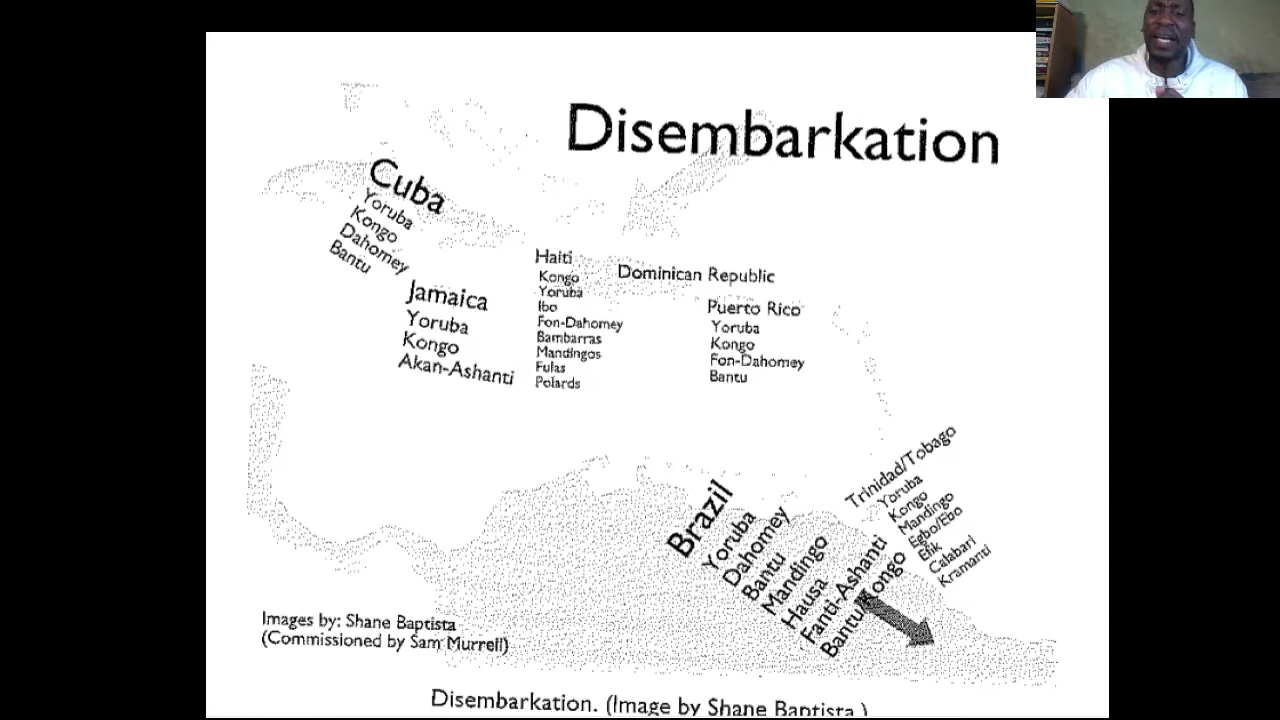 Disembarkation
Cuba
Yoruba
Kongo
Dahomey
Bantu
Jamaica
Yoruba
Kongo
Akan-Ashanti
Haiti
Kongo
Yoruba
Ibo
Fon-Dahomey
Bambarras
Mandingos
Fulas
Polards
Dominican Republic
Puerto Rico
Yoruba
Kongo
Fon-Dahomey
Bantu
Trinidad/Tobago
Yoruba
Kongo
Mandingo
Egbo/Ebo
Efik
Calabari
Kramanti
Brazil
Yoruba
Dahomey
Bantu
Mandingo
Hausa
Fanti-Ashanti
Bantu/Kongo
Images by: Shane Baptista
(Commissioned by Sam Murrell)
Disembarkation. (Image by Shane Baptista.)